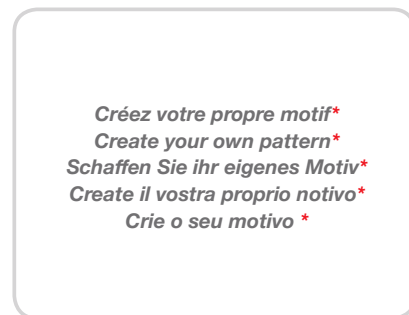 Créez votre propre motif*
Create your own pattern*
Schaffen Sie ihr eigenes Motiv*
Create il vostra proprio notivo*
Crie o seu motivo *